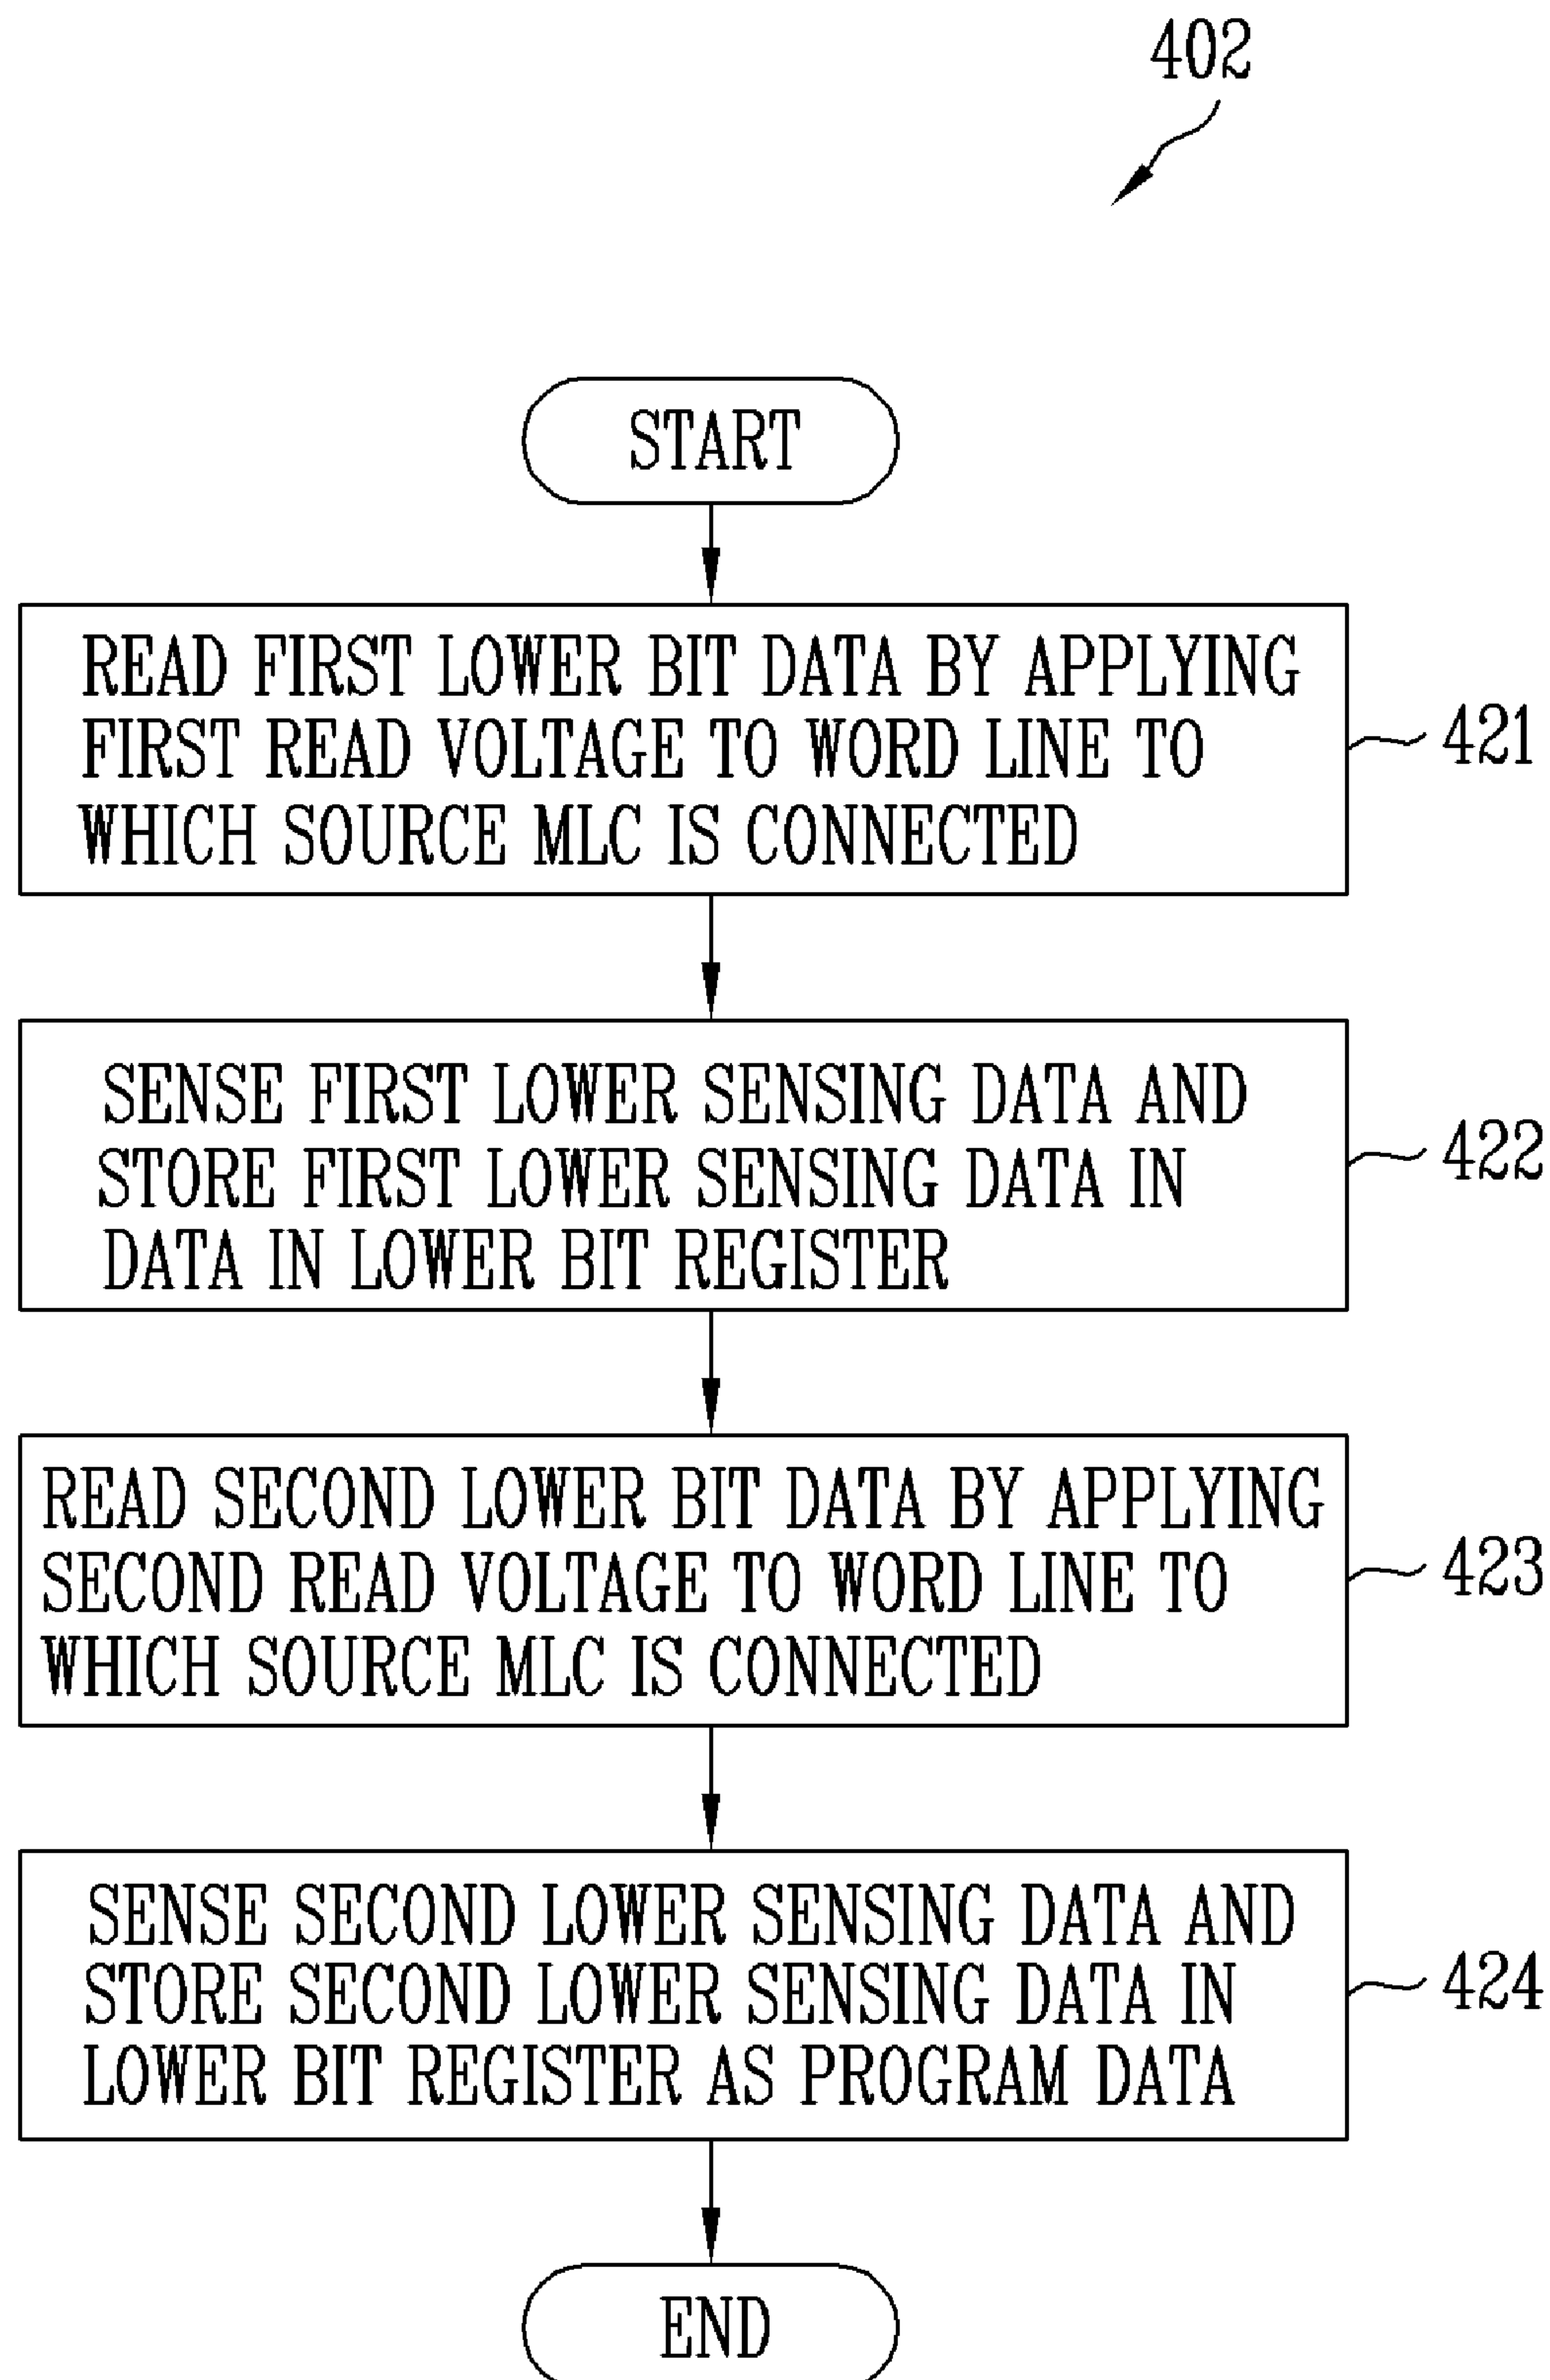 402
START
READ FIRST LOWER BIT DATA BY APPLYING
FIRST READ VOLTAGE TO WORD LINE TO
WHICH SOURCE MLC IS CONNECTED
421
SENSE FIRST LOWER SENSING DATA AND
STORE FIRST LOWER SENSING DATA IN
DATA IN LOWER BIT REGISTER
422
READ SECOND LOWER BIT DATA BY APPLYING
SECOND READ VOLTAGE TO WORD LINE TO
WHICH SOURCE MLC IS CONNECTED
423
SENSE SECOND LOWER SENSING DATA AND
STORE SECOND LOWER SENSING DATA IN
LOWER BIT REGISTER AS PROGRAM DATA
424
END